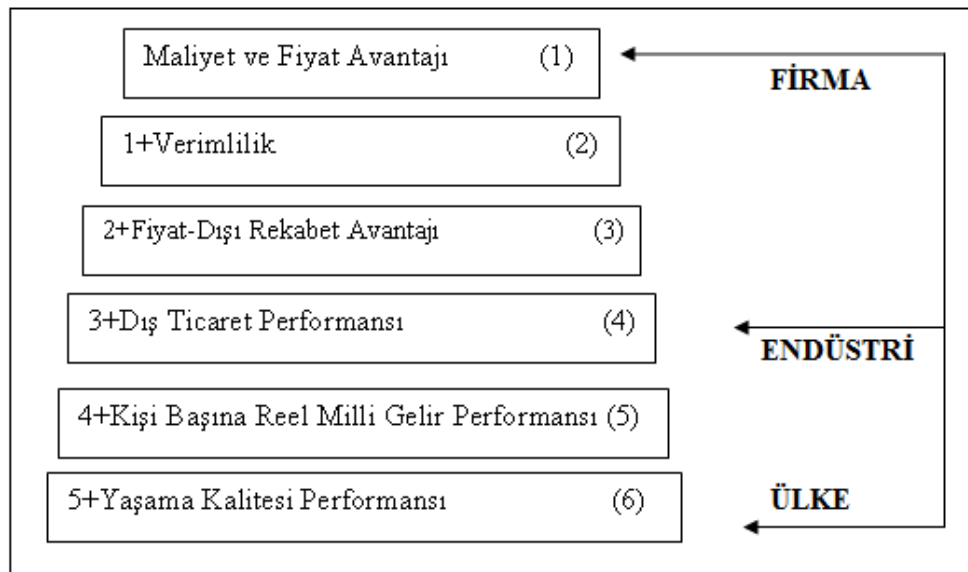 Maliyet ve Fiyat Avantajı (1)
FİRMA
1+Verimlilik (2)
2+Fiyat-Dışı Rekabet Avantajı (3)
3+Dış Ticaret Performansı (4)
ENDÜSTRİ
4+Kişi Başına Reel Milli Gelir Performansı (5)
5+Yaşama Kalitesi Performansı (6)
ÜLKE